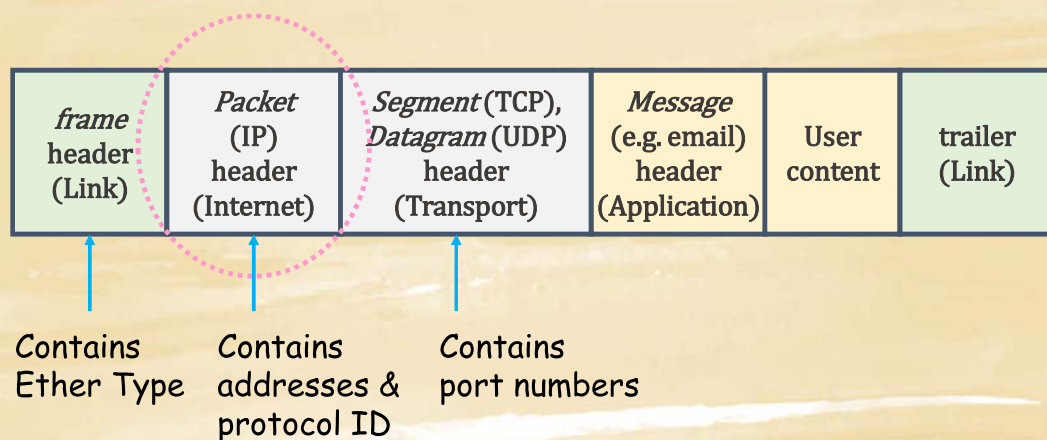 frame
header
(Link)
Packet
(IP)
header
(Internet)
Segment (TCP),
Datagram (UDP)
header
(Transport)
Message
(e.g. email)
header
(Application)
User
content
trailer
(Link)
Contains
Ether Type
Contains
addresses &
protocol ID
Contains
port numbers